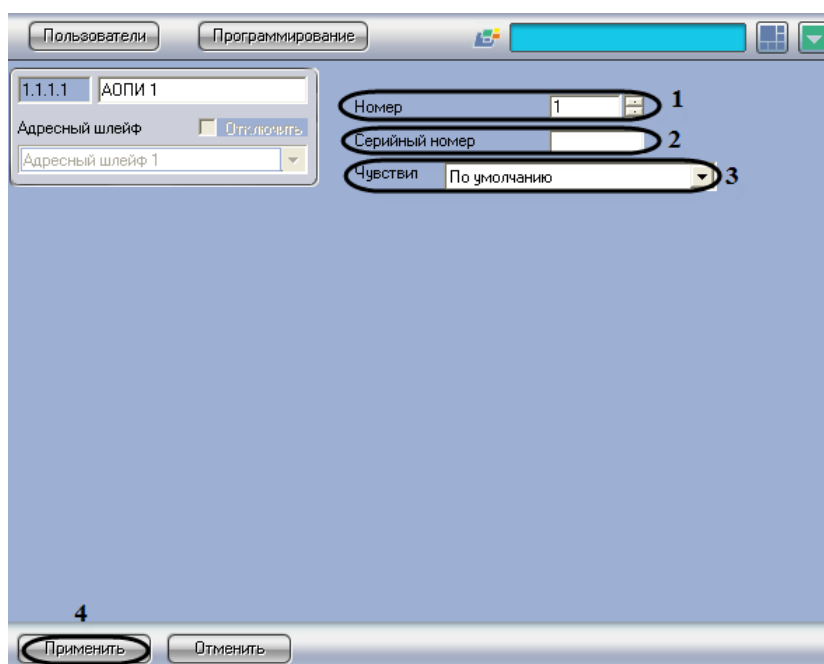 Пользователи Программирование
1.1.1.1 АОПИ 1
Номер 1 1
Адресный шлейф Отключить
Серийный номер 2
Адресный шлейф 1
Чувствит По умолчанию 3
4
Применить Отменить